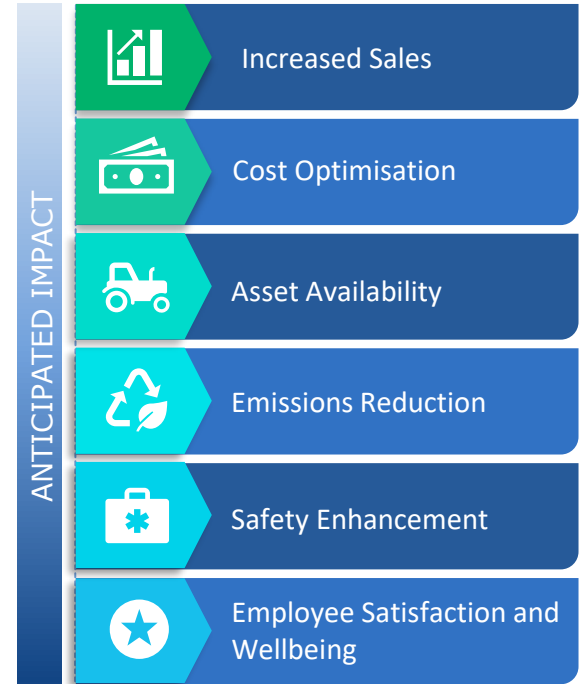 ANTICIPATED IMPACT
Increased Sales
Cost Optimisation
Asset Availability
Emissions Reduction
Safety Enhancement
Employee Satisfaction and
Wellbeing